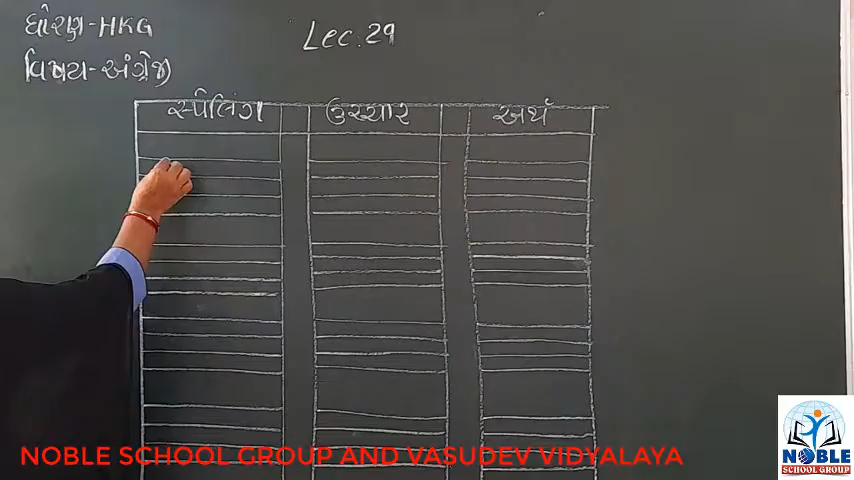 ધોરણ-HKG
Lec. 29
વિષય-અંગ્રેજી
સ્પેલિંગ ઉચ્ચાર અર્થ
NOBLE SCHOOL GROUP AND VASUDEV VIDYALAYA
NOBLE
SCHOOL GROUP